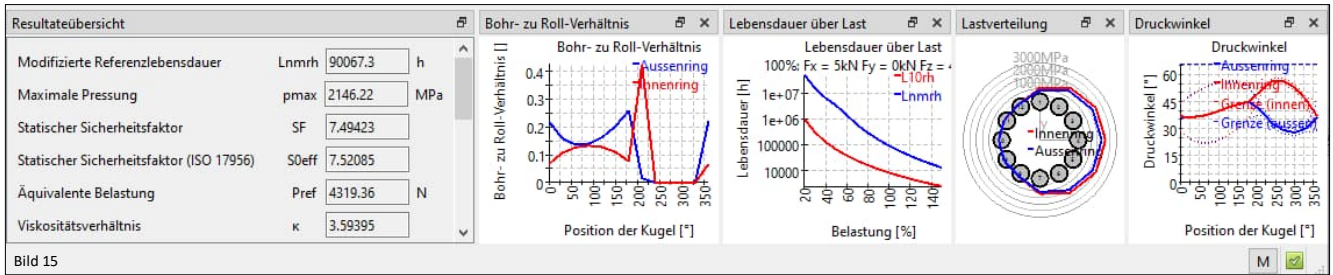 Resultateübersicht
Modifizierte Referenzlebensdauer Lnmrh 90067.3 h
Maximale Pressung pmax 2146.22 MPa
Statischer Sicherheitsfaktor SF 7.49423
Statischer Sicherheitsfaktor (ISO 17956) S0eff 7.52085
Äquivalente Belastung Pref 4319.36 N
Viskositätsverhältnis κ 3.59395
Bohr- zu Roll-Verhältnis
Bohr- zu Roll-Verhältnis
Aussenring
Innenring
Bohr- zu Roll-Verhältnis []
0.4
0.3
0.2
0.1
0
0 50 100 150 200 250 300 350
Position der Kugel [°]
Lebensdauer über Last
Lebensdauer über Last
100%: Fx = 5kN Fy = 0kN Fz =
L10rh
Lnmrh
Lebensdauer [h]
1e+07
1e+06
100000
10000
20 40 60 80 100 120 140
Belastung [%]
Lastverteilung
3000MPa
2000MPa
1000MPa
Innenring
Aussenring
Druckwinkel
Druckwinkel
Aussenring
Innenring
Grenze (innen)
Grenze (aussen)
Druckwinkel [°]
60
45
30
15
0
0 50 100 150 200 250 300 350
Position der Kugel [°]
Bild 15
M